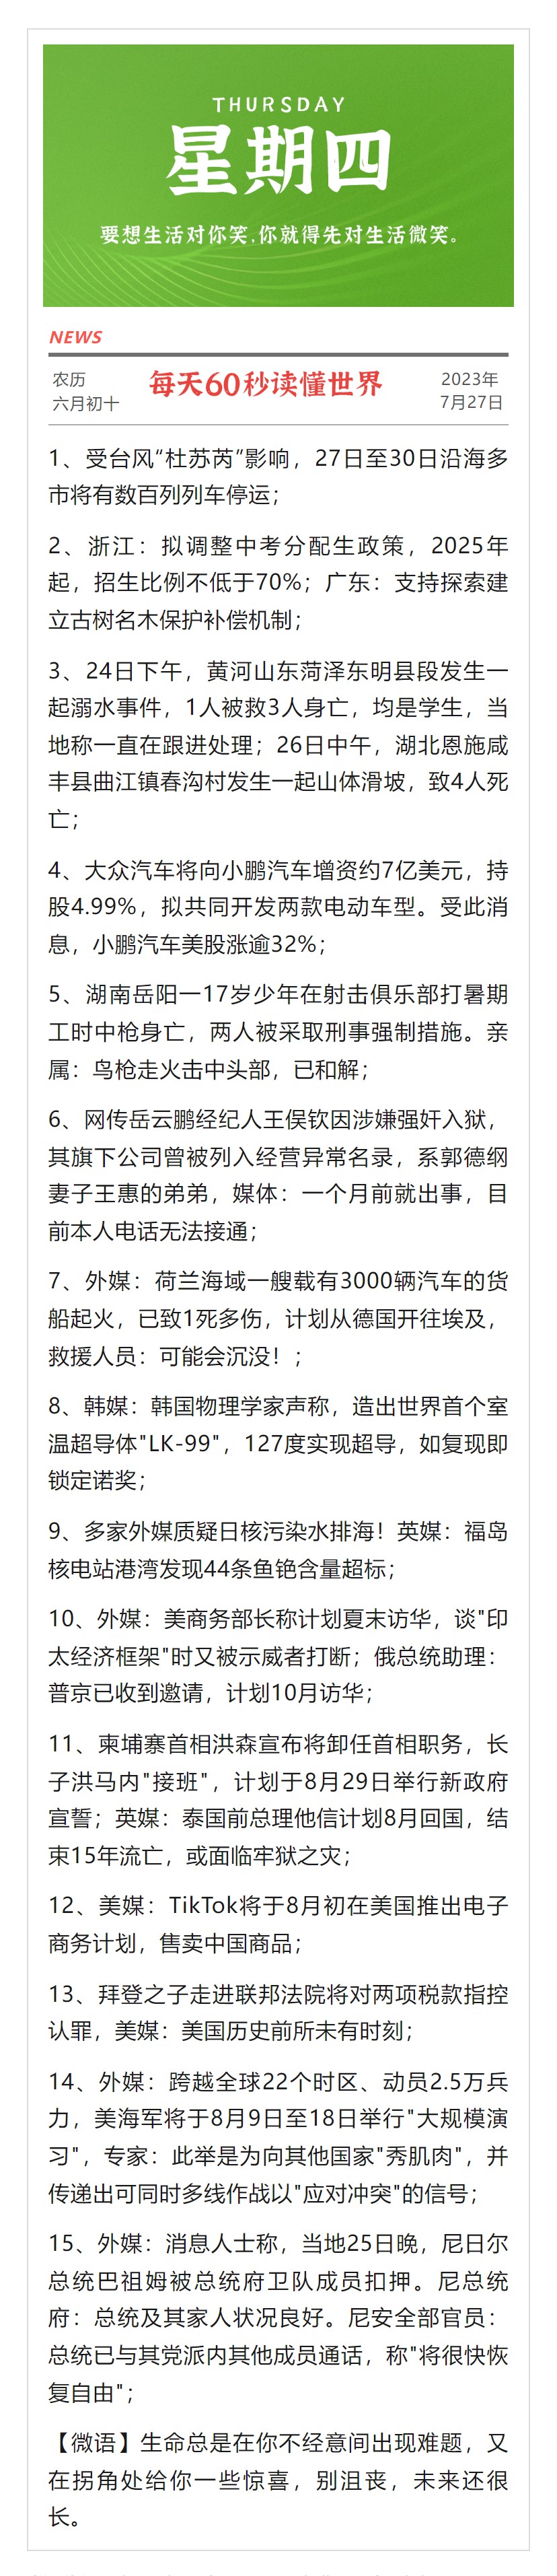 THURSDAY
星期四
要想生活对你笑,你就得先对生活微笑。
NEWS
农历
六月初十
每天60秒读懂世界
2023年
7月27日
1、受台风“杜苏芮”影响，27日至30日沿海多
市将有数百列列车停运；
2、浙江：拟调整中考分配生政策，2025年
起，招生比例不低于70%；广东：支持探索建
立古树名木保护补偿机制；
3、24日下午，黄河山东菏泽东明县段发生一
起溺水事件，1人被救3人身亡，均是学生，当
地称一直在跟进处理；26日中午，湖北恩施咸
丰县曲江镇春沟村发生一起山体滑坡，致4人死
亡；
4、大众汽车将向小鹏汽车增资约7亿美元，持
股4.99%，拟共同开发两款电动车型。受此消
息，小鹏汽车美股涨逾32%；
5、湖南岳阳一17岁少年在射击俱乐部打暑期
工时中枪身亡，两人被采取刑事强制措施。亲
属：鸟枪走火击中头部，已和解；
6、网传岳云鹏经纪人王俣钦因涉嫌强奸入狱，
其旗下公司曾被列入经营异常名录，系郭德纲
妻子王惠的弟弟，媒体：一个月前就出事，目
前本人电话无法接通；
7、外媒：荷兰海域一艘载有3000辆汽车的货
船起火，已致1死多伤，计划从德国开往埃及，
救援人员：可能会沉没！；
8、韩媒：韩国物理学家声称，造出世界首个室
温超导体"LK-99"，127度实现超导，如复现即
锁定诺奖；
9、多家外媒质疑日核污染水排海！英媒：福岛
核电站港湾发现44条鱼铯含量超标；
10、外媒：美商务部长称计划夏末访华，谈"印
太经济框架"时又被示威者打断；俄总统助理：
普京已收到邀请，计划10月访华；
11、柬埔寨首相洪森宣布将卸任首相职务，长
子洪马内"接班"，计划于8月29日举行新政府
宣誓；英媒：泰国前总理他信计划8月回国，结
束15年流亡，或面临牢狱之灾；
12、美媒：TikTok将于8月初在美国推出电子
商务计划，售卖中国商品；
13、拜登之子走进联邦法院将对两项税款指控
认罪，美媒：美国历史前所未有时刻；
14、外媒：跨越全球22个时区、动员2.5万兵
力，美海军将于8月9日至18日举行"大规模演
习"，专家：此举是为向其他国家"秀肌肉"，并
传递出可同时多线作战以"应对冲突"的信号；
15、外媒：消息人士称，当地25日晚，尼日尔
总统巴祖姆被总统府卫队成员扣押。尼总统
府：总统及其家人状况良好。尼安全部官员：
总统已与其党派内其他成员通话，称"将很快恢
复自由"；
【微语】生命总是在你不经意间出现难题，又
在拐角处给你一些惊喜，别沮丧，未来还很
长。